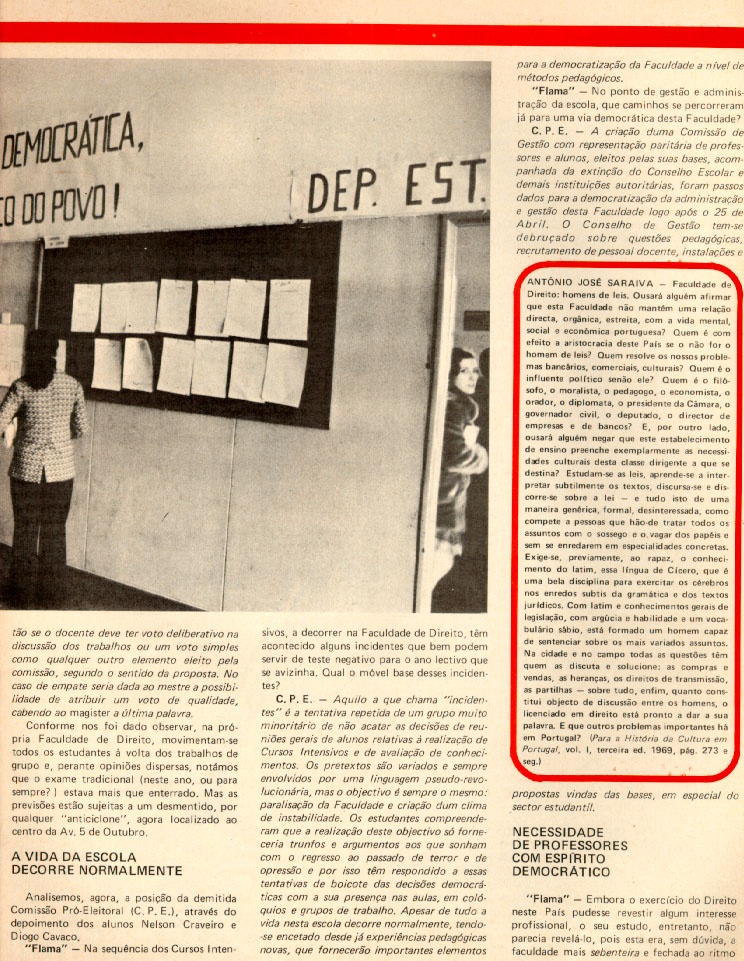 DEMOCRÁTICA,
ÇO DO POVO!
DEP. EST.
tão se o docente deve ter voto deliberativo na
discussão dos trabalhos ou um voto simples
como qualquer outro elemento eleito pela
comissão, segundo o sentido da proposta. No
caso de empate seria dada ao mestre a possibi-
lidade de atribuir um voto de qualidade,
cabendo ao magister a última palavra.
Conforme nos foi dado observar, na pró-
pria Faculdade de Direito, movimentam-se
todos os estudantes à volta dos trabalhos de
grupo e, perante opiniões dispersas, notámos
que o exame tradicional (neste ano, ou para
sempre? ) estava mais que enterrado. Mas as
previsões estão sujeitas a um desmentido, por
qualquer "anticiclone", agora localizado ao
centro da Av. 5 de Outubro.
A VIDA DA ESCOLA
DECORRE NORMALMENTE
Analisemos, agora, a posição da demitida
Comissão Pró-Eleitoral (C. P. E.), através do
depoimento dos alunos Nelson Craveiro e
Diogo Cavaco.
"Flama" — Na sequência dos Cursos Inten-
sivos, a decorrer na Faculdade de Direito, têm
acontecido alguns incidentes que bem podem
servir de teste negativo para o ano lectivo que
se avizinha. Qual o móbel base desses inciden-
tes?
C. P. E. — Aquilo a que chama "inciden-
tes" é a tentativa repetida de um grupo muito
minoritário de não acatar as decisões de reu-
niões gerais de alunos relativas à realização de
Cursos Intensivos e de avaliação de conheci-
mentos. Os pretextos são variados e sempre
envolvidos por uma linguagem pseudo-revo-
lucionária, mas o objectivo é sempre o mesmo:
paralisação da Faculdade e criação dum clima
de instabilidade. Os estudantes compreende-
ram que a realização deste objectivo só forne-
ceria trunfos e argumentos aos que sonham
com o regresso ao passado de terror e de
opressão e por isso têm respondido a essas
tentativas de boicote das decisões democrá-
ticas com a sua presença nas aulas, em coló-
quios e grupos de trabalho. Apesar de tudo a
vida nesta escola decorre normalmente, tendo-
-se encetado desde já experiências pedagógicas
novas, que fornecerão importantes elementos
para a democratização da Faculdade a nível de
métodos pedagógicos.
"Flama" — No ponto de gestão e adminis-
tração da escola, que caminhos se percorreram
já para uma via democrática desta Faculdade?
C. P. E. — A criação duma Comissão de
Gestão com representação paritária de profes-
sores e alunos, eleitos pelas suas bases, acom-
panhada da extinção do Conselho Escolar e
demais instituições autoritárias, foram passos
dados para a democratização da administração
e gestão desta Faculdade logo após o 25 de
Abril. O Conselho de Gestão tem-se
debruçado sobre questões pedagógicas,
recrutamento de pessoal docente, instalações e
ANTÓNIO JOSÉ SARAIVA — Faculdade de
Direito: homens de leis. Ousará alguém afirmar
que esta Faculdade não mantém uma relação
directa, orgânica, estreita, com a vida mental,
social e econômica portuguesa? Quem é com
efeito a aristocracia deste País se o não for o
homem de leis? Quem resolve os nossos proble-
mas bancários, comerciais, culturais? Quem é o
influente político senão ele? Quem é o filó-
sofo, o moralista, o pedagogo, o economista, o
orador, o diplomata, o presidente da Câmara, o
governador civil, o deputado, o director de
empresas e de bancos? E, por outro lado,
ousará alguém negar que este estabelecimento
de ensino preenche exemplarmente as necessi-
dades culturais desta classe dirigente a que se
destina? Estudam-se as leis, aprende-se a inter-
pretar subtilmente os textos, discursa-se e dis-
corre-se sobre a lei — e tudo isto de uma
maneira genérica, formal, desinteressada, como
compete a pessoas que hão-de tratar todos os
assuntos com o sossego e o vagar dos papéis e
sem se enredarem em especialidades concretas.
Exige-se, previamente, ao rapaz, o conheci-
mento do latim, essa língua de Cícero, que é
uma bela disciplina para exercitar os cérebros
nos enredos subtis da gramática e dos textos
jurídicos. Com latim e conhecimentos gerais de
legislação, com argúcia e habilidade e um voca-
bulário sábio, está formado um homem capaz
de sentenciar sobre os mais variados assuntos.
Na cidade e no campo todas as questões têm
quem as discuta e solucione: as compras e
vendas, as heranças, os direitos de transmissão,
as partilhas — sobre tudo, enfim, quanto cons-
titui objecto de discussão entre os homens, o
licenciado em direito está pronto a dar a sua
palavra. E que outros problemas importantes há
em Portugal? (Para a História da Cultura em
Portugal, vol. I, terceira ed. 1969, pág. 273 e
seg.)
propostas vindas das bases, em especial do
sector estudantil.
NECESSIDADE
DE PROFESSORES
COM ESPÍRITO
DEMOCRÁTICO
"Flama" — Embora o exercício do Direito
neste País pudesse revestir algum interesse
profissional, o seu estudo, entretanto, não
parecia revelá-lo, pois esta era, sem dúvida, a
faculdade mais sebenteira e fechada ao ritmo